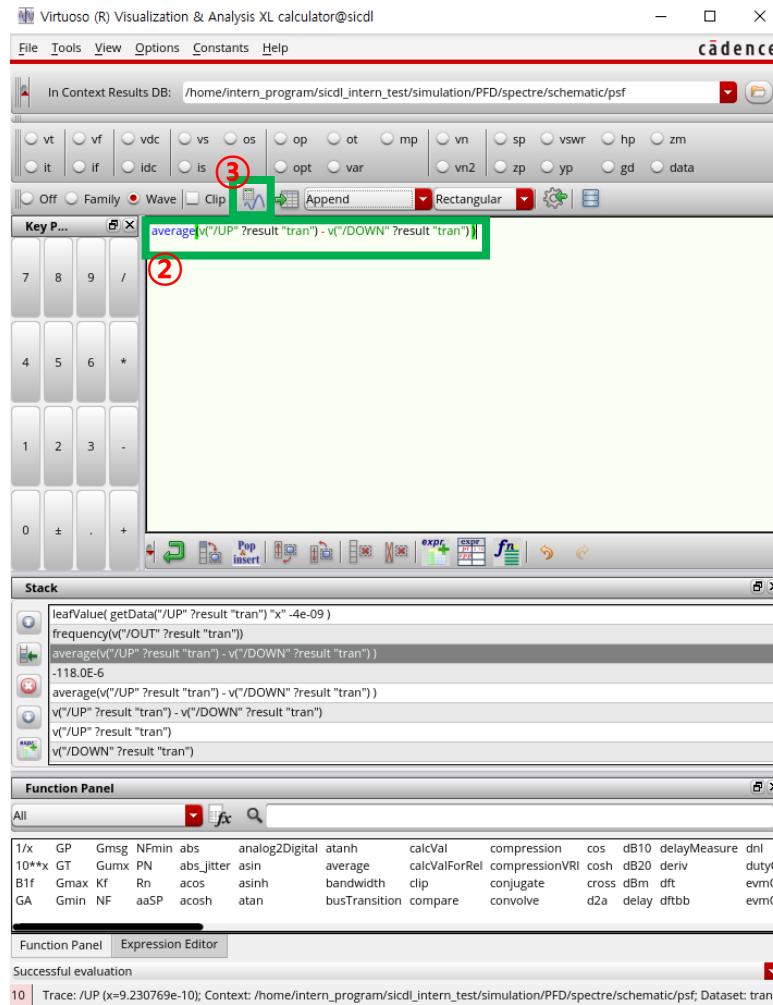 Virtuoso (R) Visualization & Analysis XL calculator@sicdl
File Tools View Options Constants Help cādence
In Context Results DB: /home/intern_program/sicdl_intern_test/simulation/PFD/spectre/schematic/psf
vt vf vdc vs os op ot mp vn sp vswr hp zm
it if idc is opt var vn2 zp yp gd data
③
Off Family Wave Clip Append Rectangular
Key P...
average(v("/UP" ?result "tran") - v("/DOWN" ?result "tran") )
②
7 8 9 /
4 5 6 *
1 2 3 -
0 ± . +
Pop & insert expr expr fn
Stack
leafValue( getData("/UP" ?result "tran") "x" -4e-09 )
frequency(v("/OUT" ?result "tran"))
average(v("/UP" ?result "tran") - v("/DOWN" ?result "tran") )
-118.0E-6
average(v("/UP" ?result "tran") - v("/DOWN" ?result "tran") )
v("/UP" ?result "tran") - v("/DOWN" ?result "tran")
v("/UP" ?result "tran")
expr v("/DOWN" ?result "tran")
Function Panel
All fx
1/x GP Gmsg NFmin abs analog2Digital atanh calcVal compression cos dB10 delayMeasure dnl
10**x GT Gumx PN abs_jitter asin average calcValForRel compressionVRI cosh dB20 deriv duty
B1f Gmax Kf Rn acos asinh bandwidth clip conjugate cross dBm dft evm
GA Gmin NF aaSP acosh atan busTransition compare convolve d2a delay dftbb evm
Function Panel Expression Editor
Successful evaluation
10 Trace: /UP (x=9.230769e-10); Context: /home/intern_program/sicdl_intern_test/simulation/PFD/spectre/schematic/psf; Dataset: tran